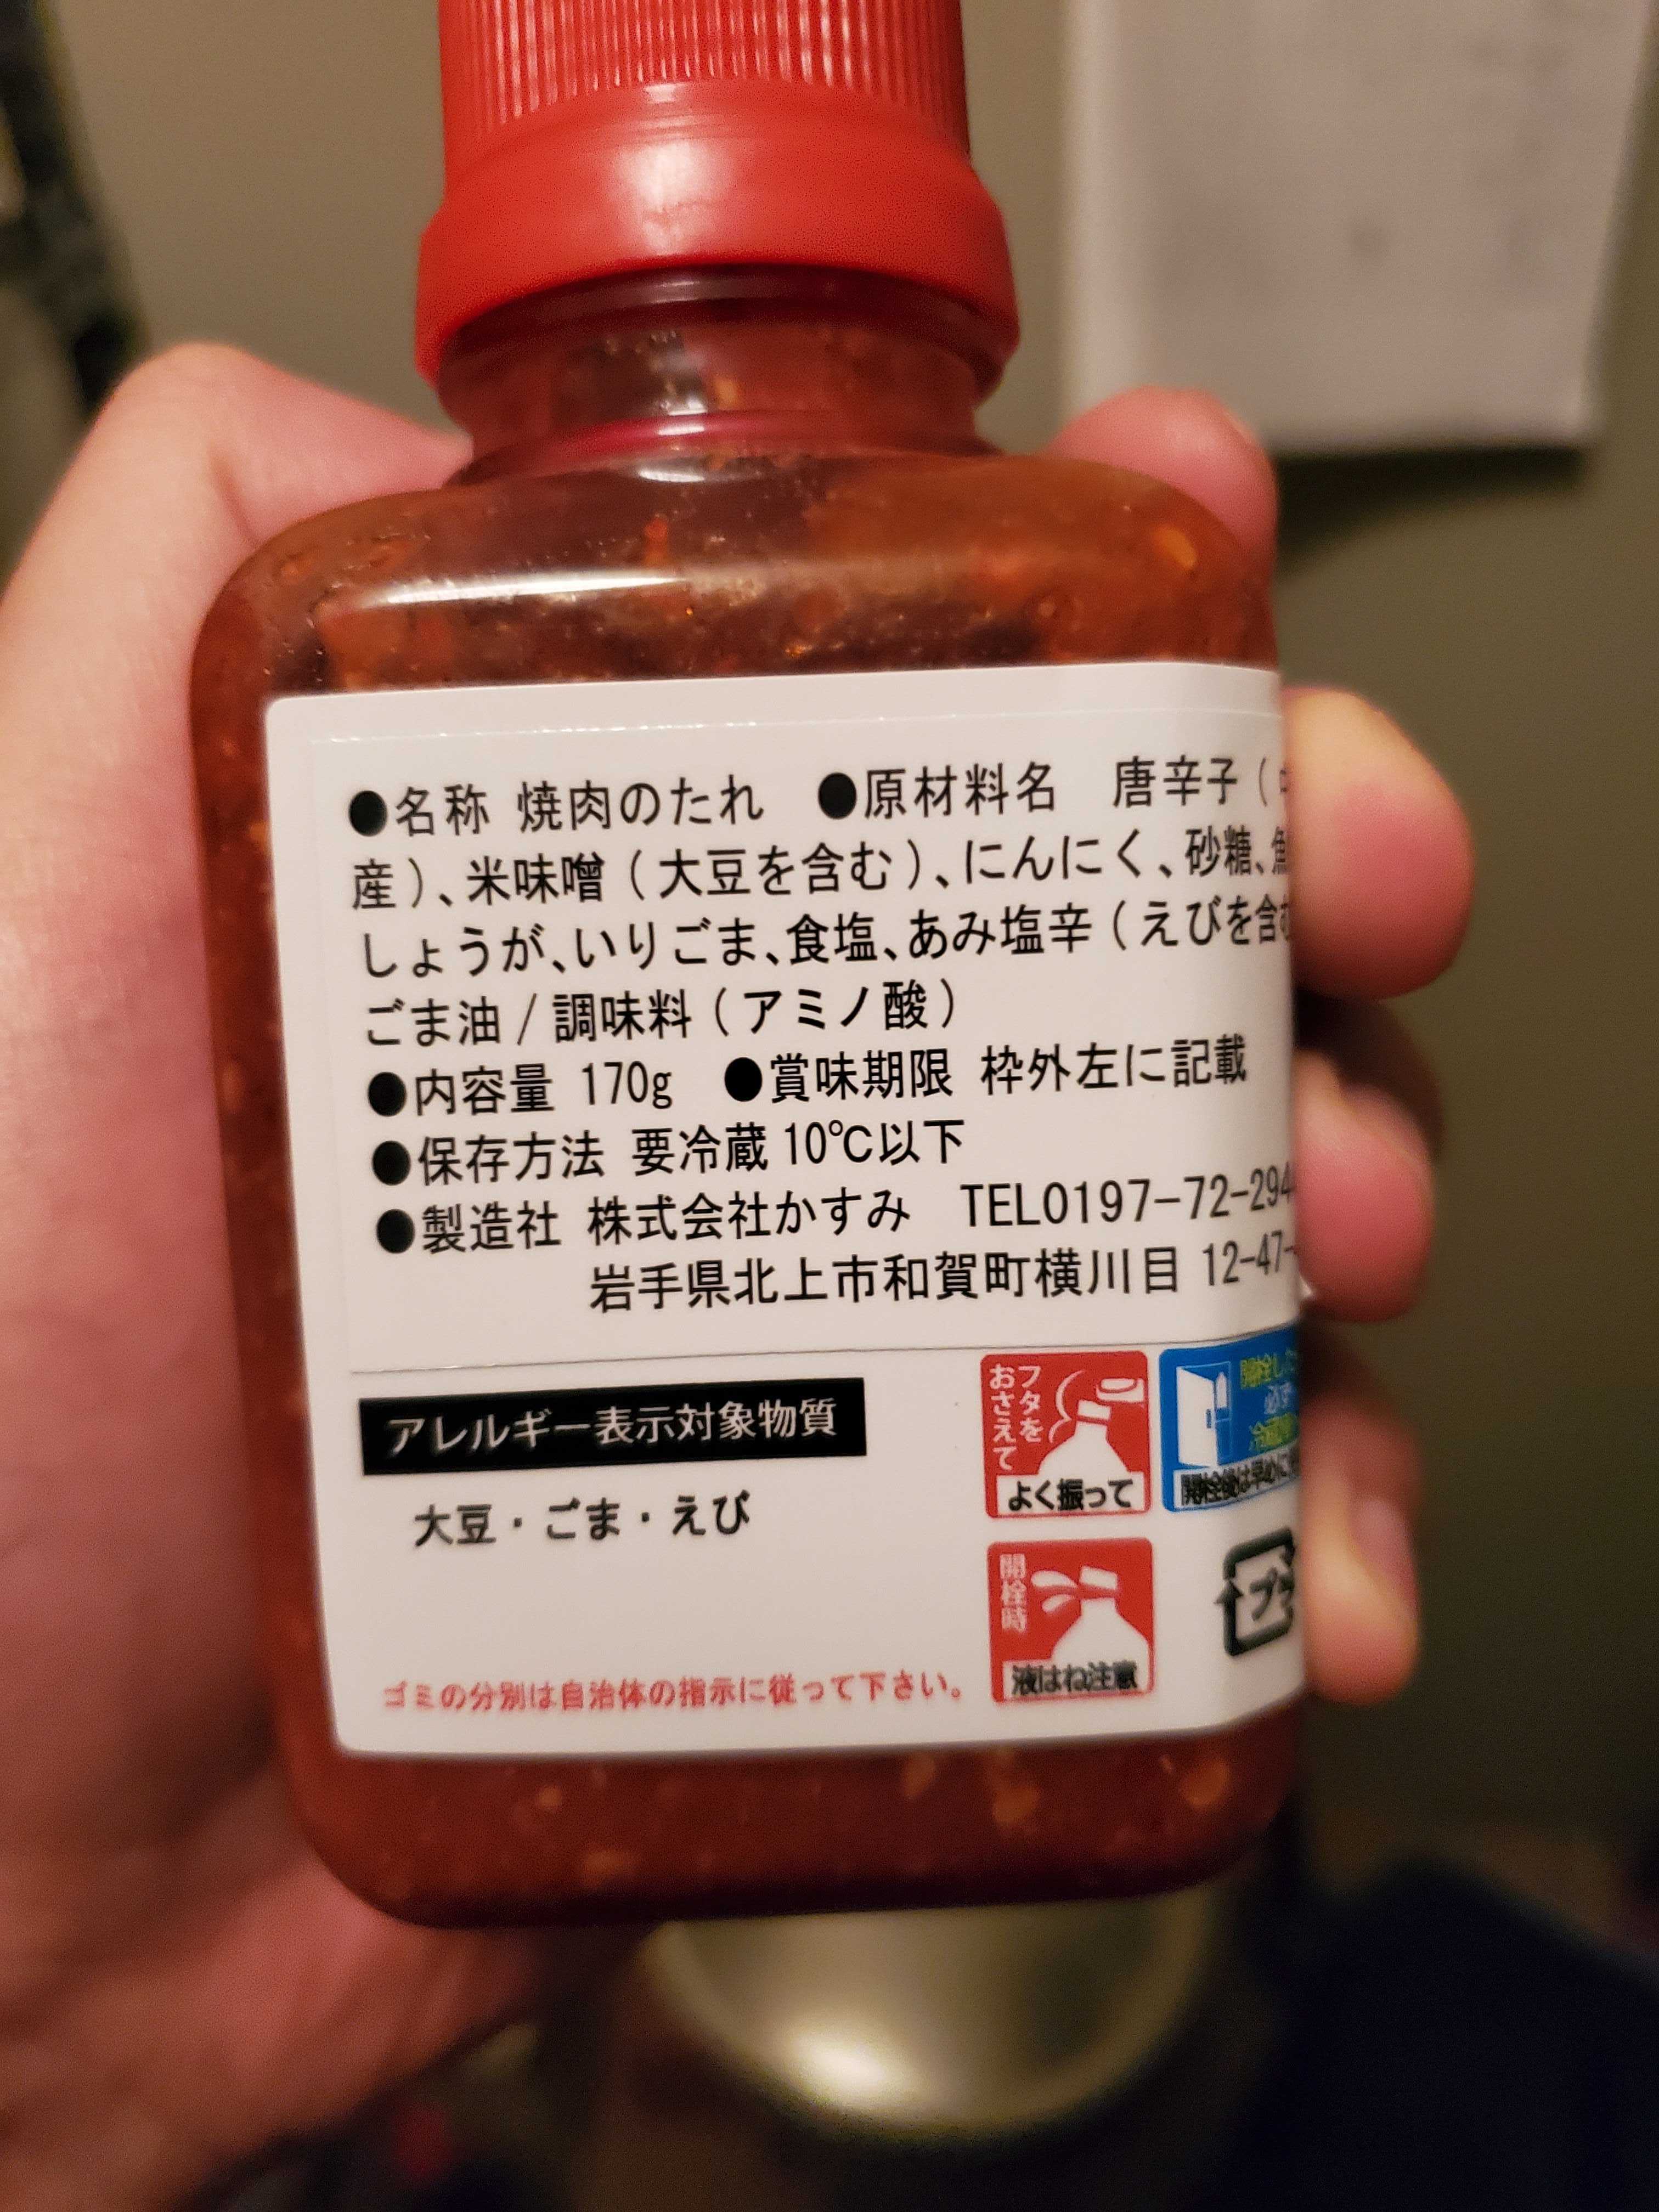 ●名称 焼肉のたれ ●原材料名 唐辛子(
産)、米味噌(大豆を含む)、にんにく、砂糖、
しょうが、いりごま、食塩、あみ塩辛(えびを含む
ごま油/調味料(アミノ酸)
●内容量 170g ●賞味期限 枠外左に記載
●保存方法 要冷蔵10℃以下
●製造社 株式会社かすみ TEL0197-72-294
岩手県北上市和賀町横川目 12-47-
アレルギー表示対象物質
大豆・ごま・えび
フタを
おさえて
よく振って
開栓時
液はね注意
プラ
ゴミの分別は自治体の指示に従って下さい。